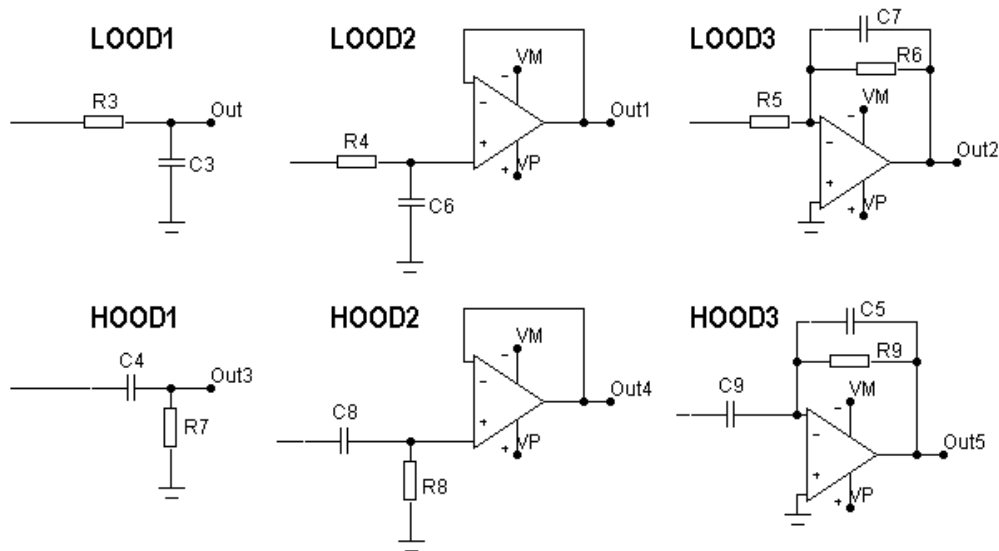 LOOD1
R3
Out
C3
LOOD2
VM
-
-
R4
+
Out1
+
VP
C6
LOOD3
C7
R6
R5
VM
-
-
Out2
+
+
VP
HOOD1
C4
Out3
R7
HOOD2
VM
-
-
C8
+
Out4
+
VP
R8
HOOD3
C5
R9
C9
VM
-
-
Out5
+
+
VP